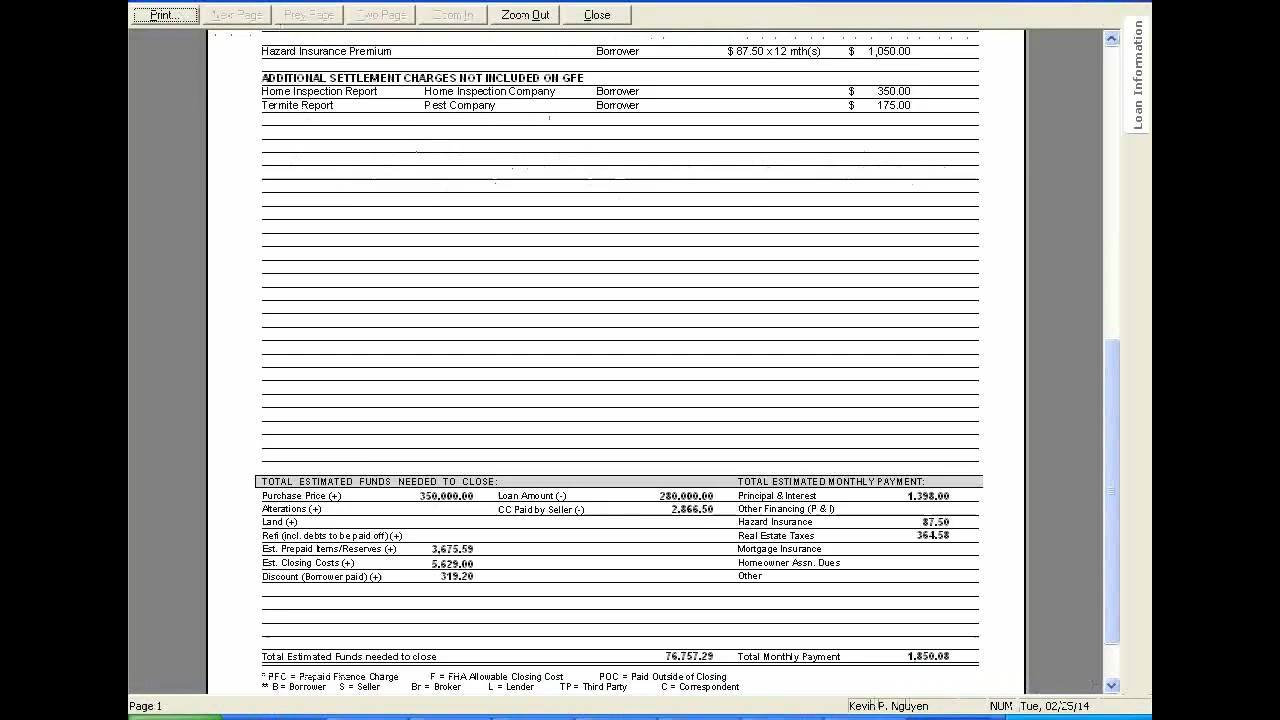 Print... Next Page Prev Page Two Page Zoom In Zoom Out Close
Loan Information
Hazard Insurance Premium Borrower $ 87.50 x 12 mth(s) $ 1,050.00
ADDITIONAL SETTLEMENT CHARGES NOT INCLUDED ON GFE
Home Inspection Report Home Inspection Company Borrower $ 350.00
Termite Report Pest Company Borrower $ 175.00
TOTAL ESTIMATED FUNDS NEEDED TO CLOSE: TOTAL ESTIMATED MONTHLY PAYMENT:
Purchase Price (+) 350,000.00 Loan Amount (-) 280,000.00 Principal & Interest 1,398.00
Alterations (+) CC Paid by Seller (-) 2,866.50 Other Financing (P & I)
Land (+) Hazard Insurance 87.50
Refi (incl. debts to be paid off) (+) Real Estate Taxes 364.58
Est. Prepaid Items/Reserves (+) 3,675.59 Mortgage Insurance
Est. Closing Costs (+) 5,629.00 Homeowner Assn. Dues
Discount (Borrower paid) (+) 319.20 Other
Total Estimated Funds needed to close 76,757.29 Total Monthly Payment 1,850.08
* PFC = Prepaid Finance Charge F = FHA Allowable Closing Cost POC = Paid Outside of Closing
** B = Borrower S = Seller = Broker L = Lender TP = Third Party C = Correspondent
Page 1 Kevin P. Nguyen NUM Tue, 02/25/14